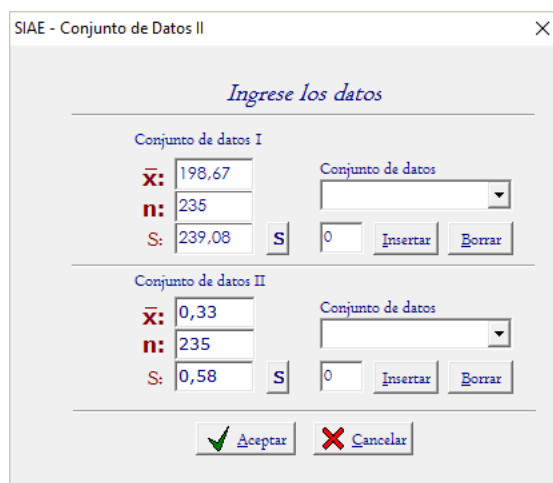 SIAE - Conjunto de Datos II
Ingrese los datos
Conjunto de datos I
x̄: 198,67
Conjunto de datos
n: 235
S: 239,08 S 0 Insertar Borrar
Conjunto de datos II
x̄: 0,33
Conjunto de datos
n: 235
S: 0,58 S 0 Insertar Borrar
Aceptar Cancelar